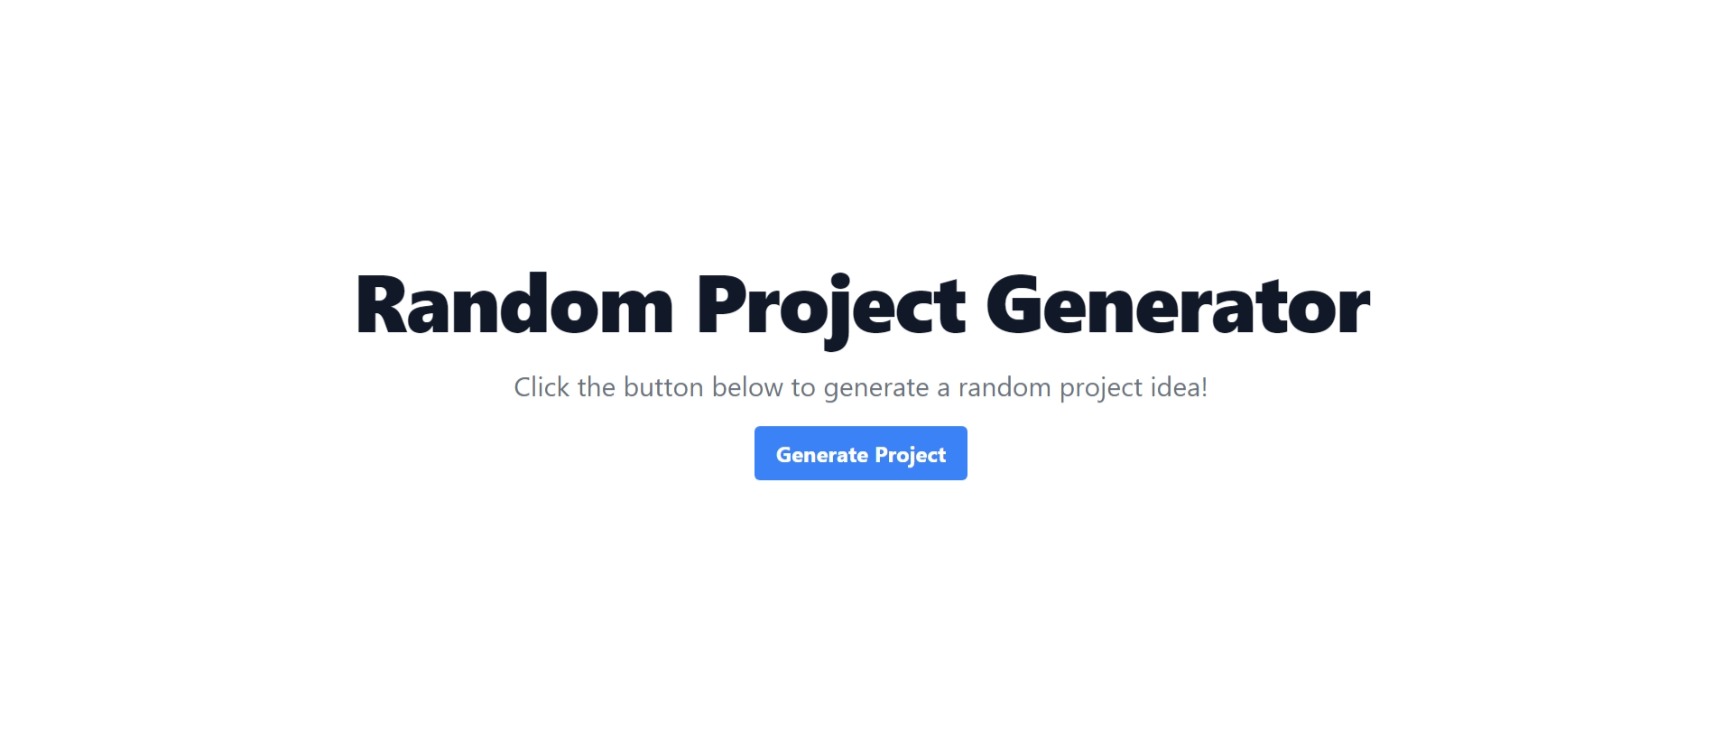 Random Project Generator
Click the button below to generate a random project idea!
Generate Project